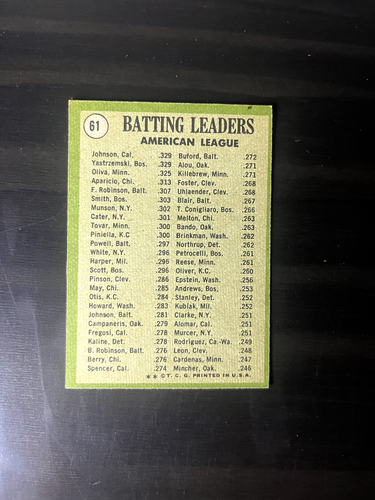 61 BATTING LEADERS
AMERICAN LEAGUE
Johnson, Cal. .329 Buford, Balt. .272
Yastrzemski, Bos. .329 Alou, Oak. .271
Oliva, Minn. .325 Killebrew, Minn. .271
Aparicio, Chi. .313 Foster, Clev. .268
F. Robinson, Balt. .307 Uhlaender, Clev. .268
Smith, Bos. .303 Blair, Balt. .267
Munson, N.Y. .302 T. Conigliaro, Bos. .266
Cater, N.Y. .301 Melton, Chi. .263
Tovar, Minn. .300 Bando, Oak. .263
Piniella, K.C .300 Brinkman, Wash. .262
Powell, Balt. .297 Northrup, Det. .262
White, N.Y. .296 Petrocelli, Bos. .261
Harper, Mil. .296 Reese, Minn. .261
Scott, Bos. .296 Oliver, K.C. .260
Pinson, Clev. .286 Epstein, Wash. .256
May, Chi. .285 Andrews, Bos. .253
Otis, K.C. .284 Stanley, Det. .252
Howard, Wash. .283 Kubiak, Mil. .252
Johnson, Balt. .281 Clarke, N.Y. .251
Campaneris, Oak. .279 Alomar, Cal. .251
Fregosi, Cal. .278 Murcer, N.Y. .251
Kaline, Det. .278 Rodriguez, Ca.-Wa. .249
B. Robinson, Balt. .276 Leon, Clev. .248
Berry, Chi. .276 Cardenas, Minn. .247
Spencer, Cal. .274 Mincher, Oak. .246
** © T. C. G. PRINTED IN U.S.A.